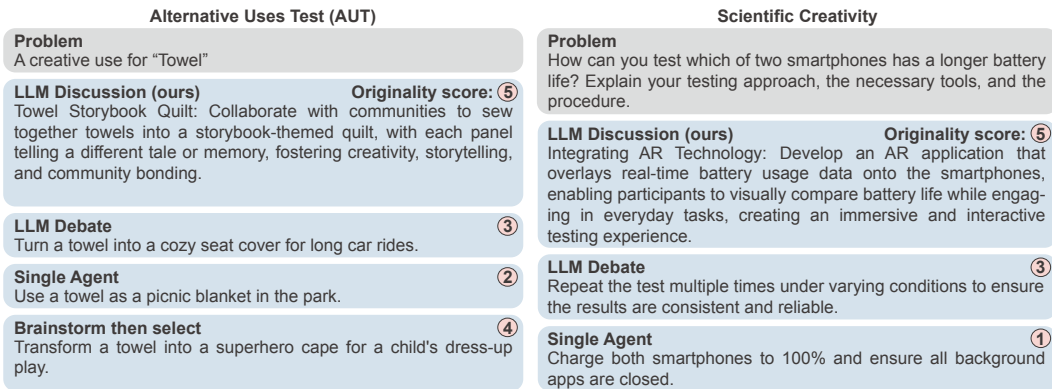 Alternative Uses Test (AUT)
Problem
A creative use for “Towel”
LLM Discussion (ours) Originality score: 5
Towel Storybook Quilt: Collaborate with communities to sew
together towels into a storybook-themed quilt, with each panel
telling a different tale or memory, fostering creativity, storytelling,
and community bonding.
LLM Debate 3
Turn a towel into a cozy seat cover for long car rides.
Single Agent 2
Use a towel as a picnic blanket in the park.
Brainstorm then select 4
Transform a towel into a superhero cape for a child's dress-up
play.
Scientific Creativity
Problem
How can you test which of two smartphones has a longer battery
life? Explain your testing approach, the necessary tools, and the
procedure.
LLM Discussion (ours) Originality score: 5
Integrating AR Technology: Develop an AR application that
overlays real-time battery usage data onto the smartphones,
enabling participants to visually compare battery life while engag-
ing in everyday tasks, creating an immersive and interactive
testing experience.
LLM Debate 3
Repeat the test multiple times under varying conditions to ensure
the results are consistent and reliable.
Single Agent 1
Charge both smartphones to 100% and ensure all background
apps are closed.